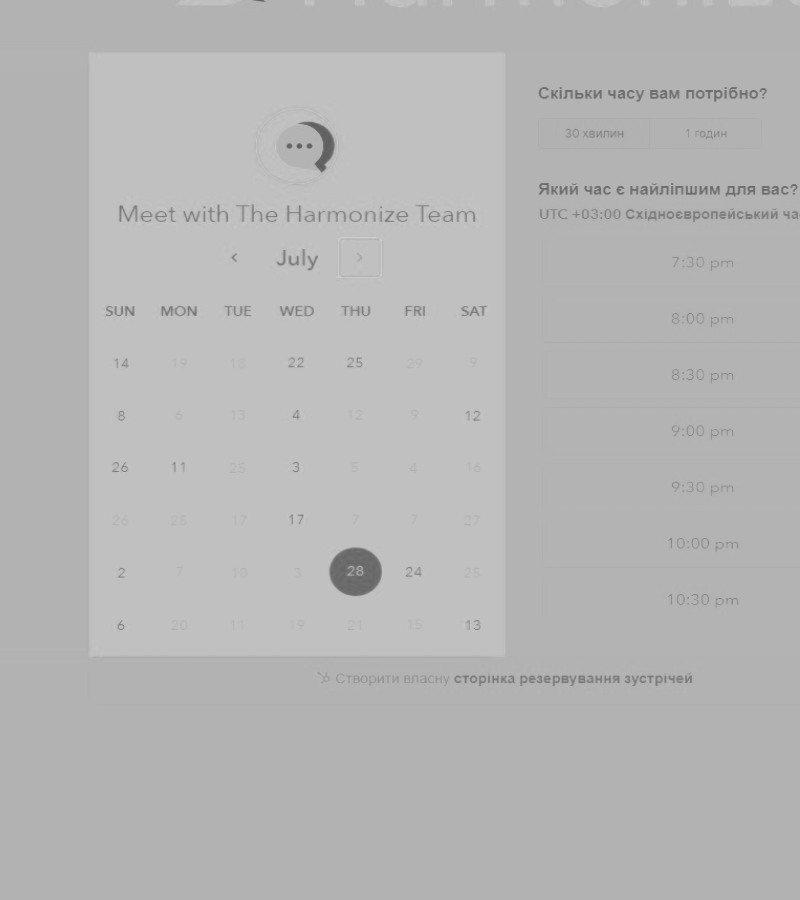 Meet with The Harmonize Team
July
SUN MON TUE WED THU FRI SAT
14 19 18 22 25 29 9
8 6 13 4 12 9 12
26 11 25 3 5 4 16
26 25 17 17 7 7 27
2 7 10 3 28 24 25
6 20 11 19 21 15 13
Скільки часу вам потрібно?
30 хвилин 1 годин
Який час є найліпшим для вас?
UTC +03:00 Східноєвропейський ча
7:30 pm
8:00 pm
8:30 pm
9:00 pm
9:30 pm
10:00 pm
10:30 pm
Створити власну сторінка резервування зустрічей